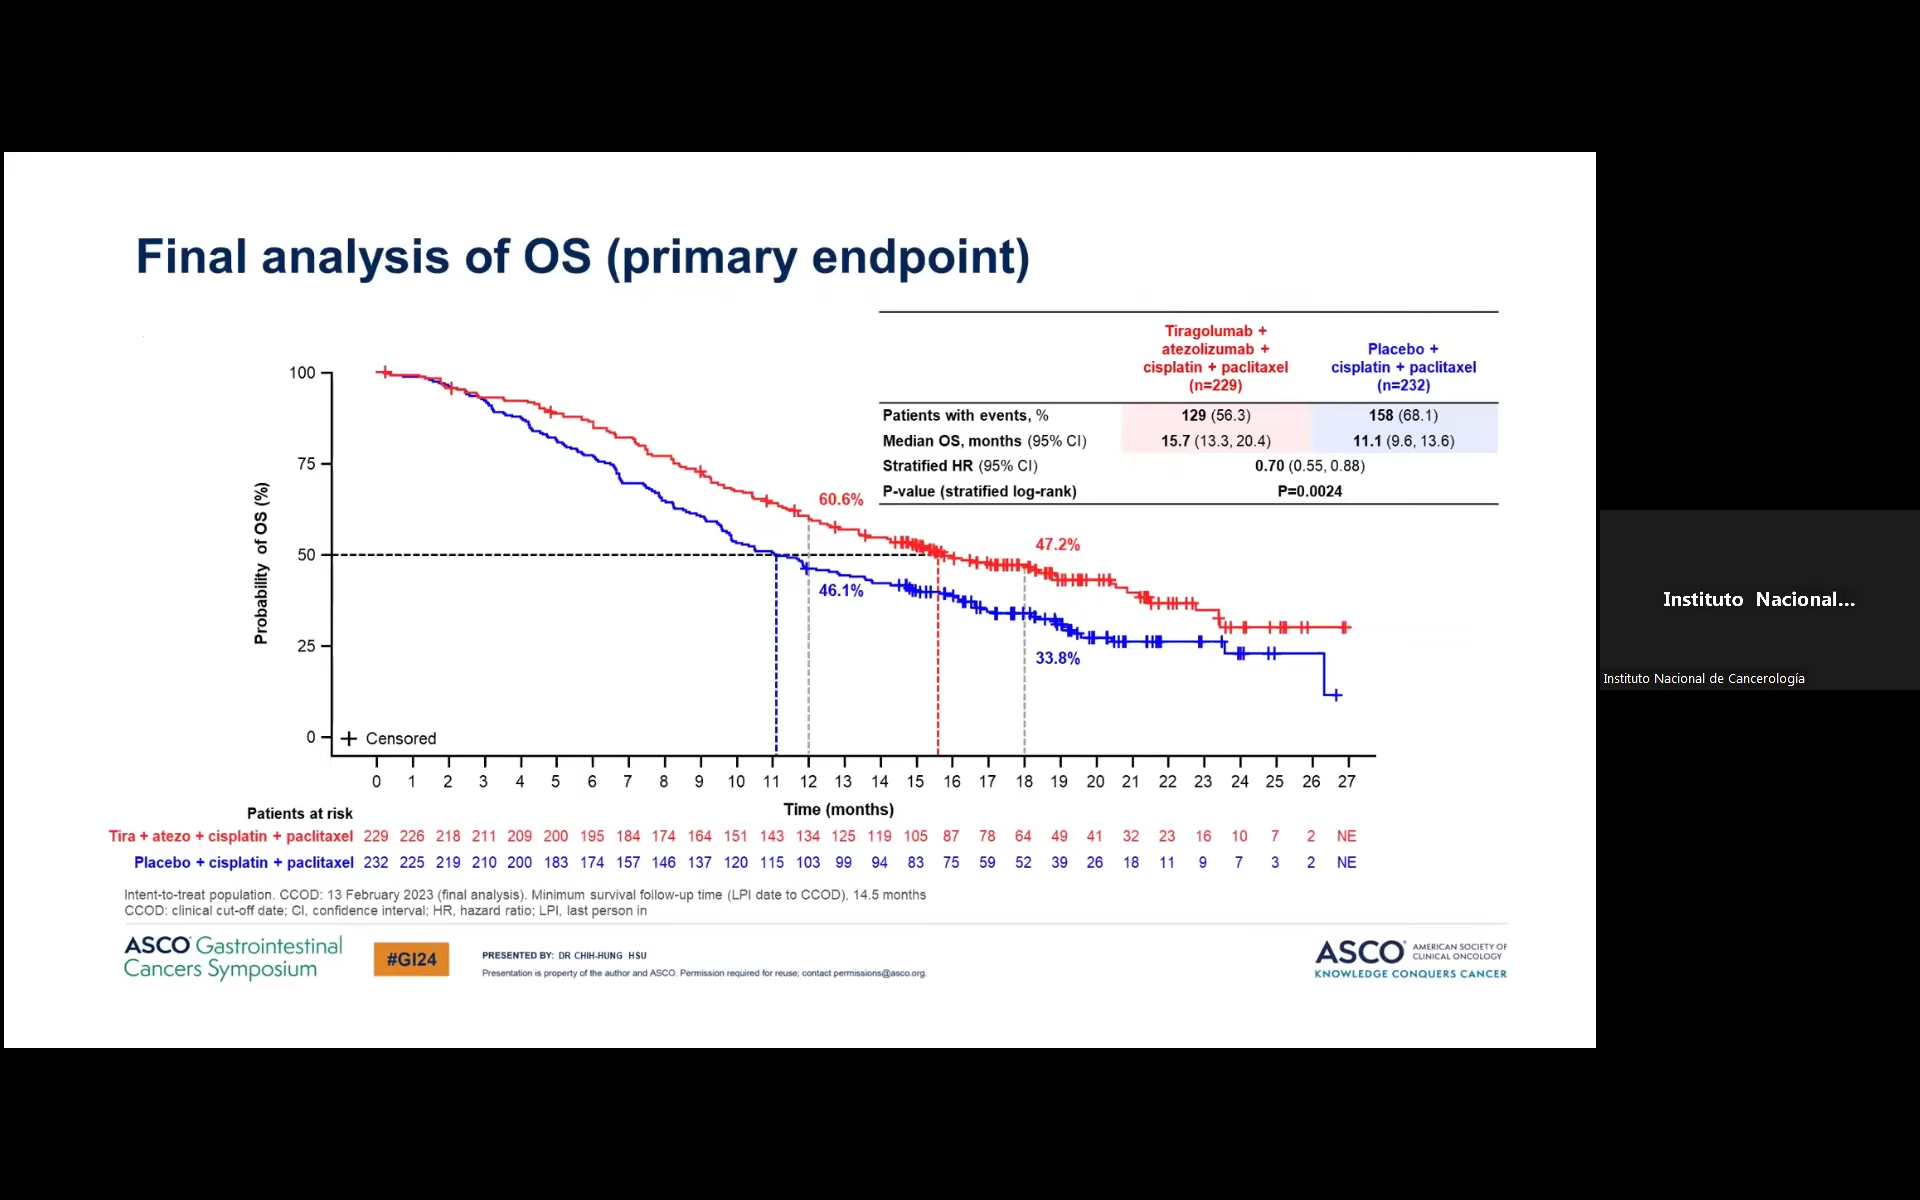 Final analysis of OS (primary endpoint)
Tiragolumab +
atezolizumab +
cisplatin + paclitaxel
(n=229)
Placebo +
cisplatin + paclitaxel
(n=232)
Patients with events, % 129 (56.3) 158 (68.1)
Median OS, months (95% CI) 15.7 (13.3, 20.4) 11.1 (9.6, 13.6)
Stratified HR (95% CI) 0.70 (0.55, 0.88)
P-value (stratified log-rank) P=0.0024
Probability of OS (%)
100
75
50
25
0
60.6%
47.2%
46.1%
33.8%
+ Censored
0 1 2 3 4 5 6 7 8 9 10 11 12 13 14 15 16 17 18 19 20 21 22 23 24 25 26 27
Time (months)
Patients at risk
Tira + atezo + cisplatin + paclitaxel 229 226 218 211 209 200 195 184 174 164 151 143 134 125 119 105 87 78 64 49 41 32 23 16 10 7 2 NE
Placebo + cisplatin + paclitaxel 232 225 219 210 200 183 174 157 146 137 120 115 103 99 94 83 75 59 52 39 26 18 11 9 7 3 2 NE
Intent-to-treat population. CCOD: 13 February 2023 (final analysis). Minimum survival follow-up time (LPI date to CCOD), 14.5 months
CCOD: clinical cut-off date; CI, confidence interval; HR, hazard ratio; LPI, last person in
ASCO® Gastrointestinal
Cancers Symposium
#GI24
PRESENTED BY: DR CHIH-HUNG HSU
Presentation is property of the author and ASCO. Permission required for reuse; contact permissions@asco.org.
ASCO® AMERICAN SOCIETY OF
CLINICAL ONCOLOGY
KNOWLEDGE CONQUERS CANCER
Instituto Nacional...
Instituto Nacional de Cancerología